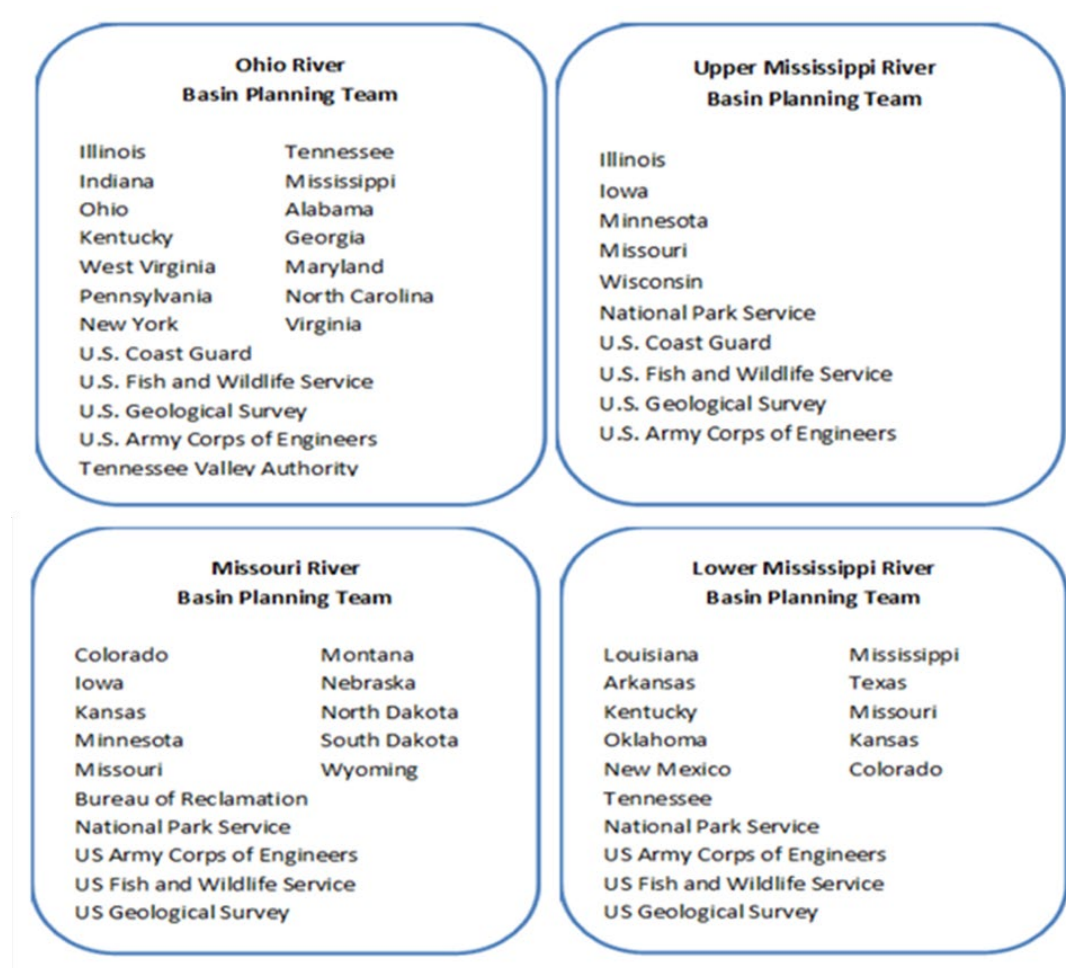 Ohio River
Basin Planning Team
Illinois Tennessee
Indiana Mississippi
Ohio Alabama
Kentucky Georgia
West Virginia Maryland
Pennsylvania North Carolina
New York Virginia
U.S. Coast Guard
U.S. Fish and Wildlife Service
U.S. Geological Survey
U.S. Army Corps of Engineers
Tennessee Valley Authority
Upper Mississippi River
Basin Planning Team
Illinois
Iowa
Minnesota
Missouri
Wisconsin
National Park Service
U.S. Coast Guard
U.S. Fish and Wildlife Service
U.S. Geological Survey
U.S. Army Corps of Engineers
Missouri River
Basin Planning Team
Colorado Montana
Iowa Nebraska
Kansas North Dakota
Minnesota South Dakota
Missouri Wyoming
Bureau of Reclamation
National Park Service
US Army Corps of Engineers
US Fish and Wildlife Service
US Geological Survey
Lower Mississippi River
Basin Planning Team
Louisiana Mississippi
Arkansas Texas
Kentucky Missouri
Oklahoma Kansas
New Mexico Colorado
Tennessee
National Park Service
US Army Corps of Engineers
US Fish and Wildlife Service
US Geological Survey